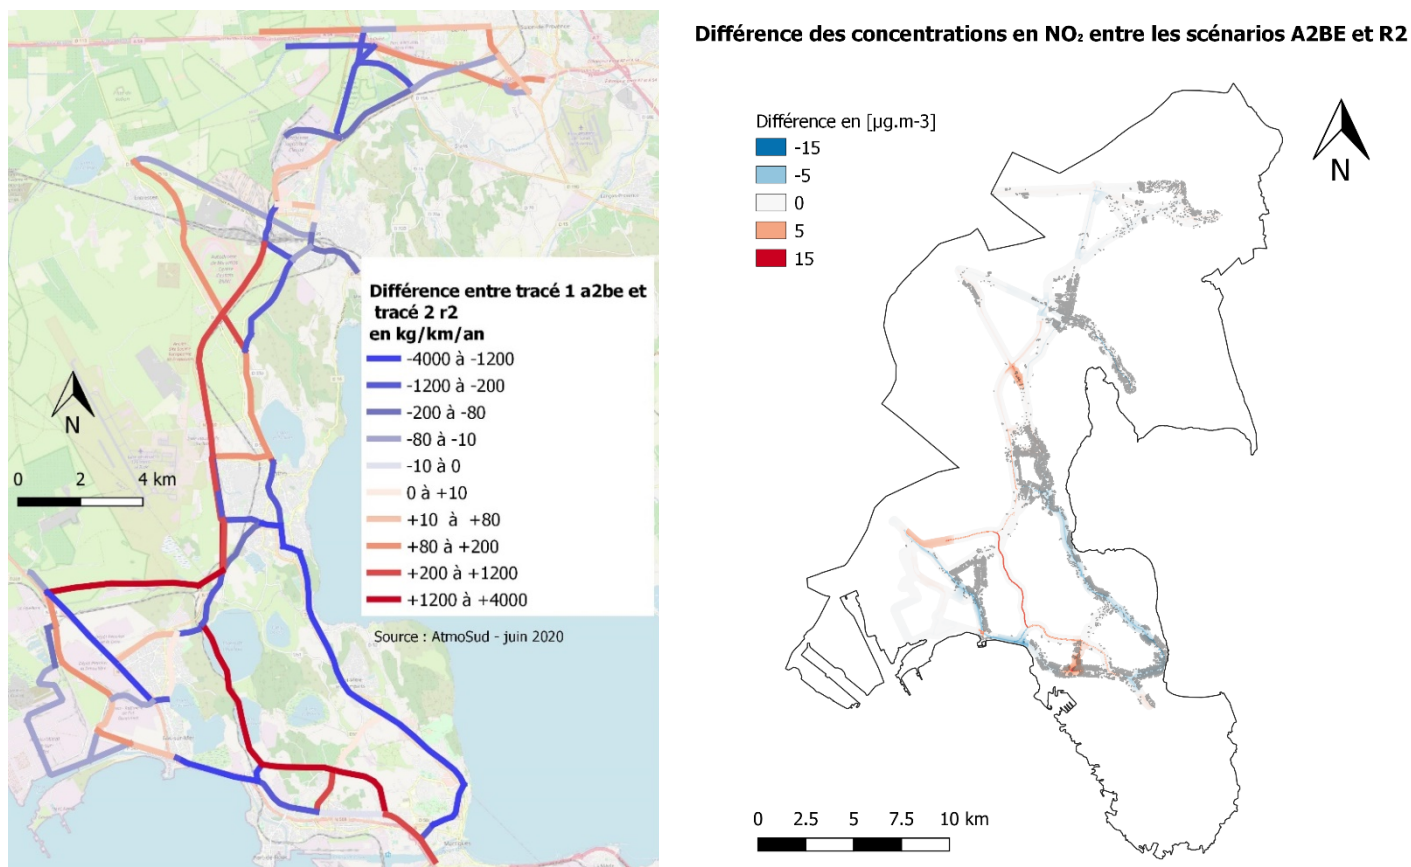 Différence entre tracé 1 a2be et
tracé 2 r2
en kg/km/an
-4000 à -1200
-1200 à -200
-200 à -80
-80 à -10
-10 à 0
0 à +10
+10 à +80
+80 à +200
+200 à +1200
+1200 à +4000
Source : AtmoSud - juin 2020
N
0 2 4 km
Différence des concentrations en NO₂ entre les scénarios A2BE et R2
Différence en [µg.m-3]
-15
-5
0
5
15
N
0 2.5 5 7.5 10 km